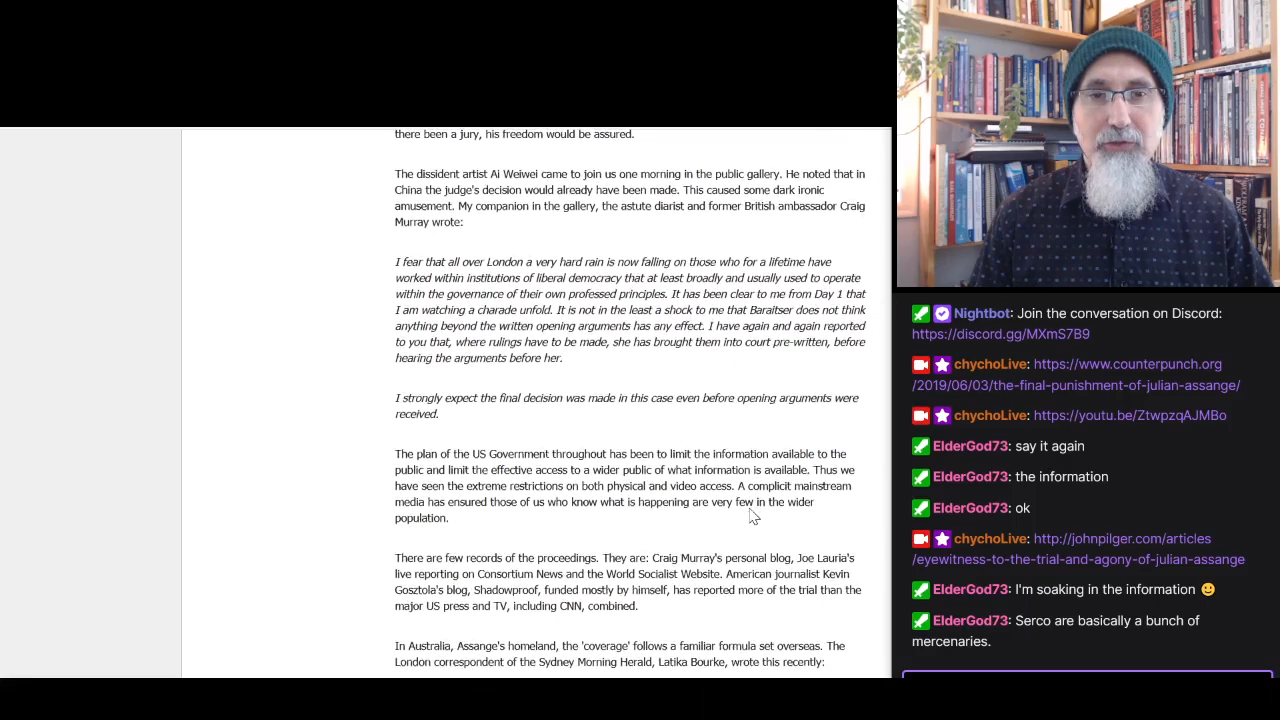 there been a jury, his freedom would be assured.
The dissident artist Ai Weiwei came to join us one morning in the public gallery. He noted that in
China the judge's decision would already have been made. This caused some dark ironic
amusement. My companion in the gallery, the astute diarist and former British ambassador Craig
Murray wrote:
I fear that all over London a very hard rain is now falling on those who for a lifetime have
worked within institutions of liberal democracy that at least broadly and usually used to operate
within the governance of their own professed principles. It has been clear to me from Day 1 that
I am watching a charade unfold. It is not in the least a shock to me that Baraitser does not think
anything beyond the written opening arguments has any effect. I have again and again reported
to you that, where rulings have to be made, she has brought them into court pre-written, before
hearing the arguments before her.
I strongly expect the final decision was made in this case even before opening arguments were
received.
The plan of the US Government throughout has been to limit the information available to the
public and limit the effective access to a wider public of what information is available. Thus we
have seen the extreme restrictions on both physical and video access. A complicit mainstream
media has ensured those of us who know what is happening are very few in the wider
population.
There are few records of the proceedings. They are: Craig Murray's personal blog, Joe Lauria's
live reporting on Consortium News and the World Socialist Website. American journalist Kevin
Gosztola's blog, Shadowproof, funded mostly by himself, has reported more of the trial than the
major US press and TV, including CNN, combined.
In Australia, Assange's homeland, the 'coverage' follows a familiar formula set overseas. The
London correspondent of the Sydney Morning Herald, Latika Bourke, wrote this recently:
Nightbot: Join the conversation on Discord:
https://discord.gg/MXmS7B9
chychoLive: https://www.counterpunch.org
/2019/06/03/the-final-punishment-of-julian-assange/
chychoLive: https://youtu.be/ZtwpzqAJMBo
ElderGod73: say it again
ElderGod73: the information
ElderGod73: ok
chychoLive: http://johnpilger.com/articles
/eyewitness-to-the-trial-and-agony-of-julian-assange
ElderGod73: I'm soaking in the information 🙂
ElderGod73: Serco are basically a bunch of
mercenaries.